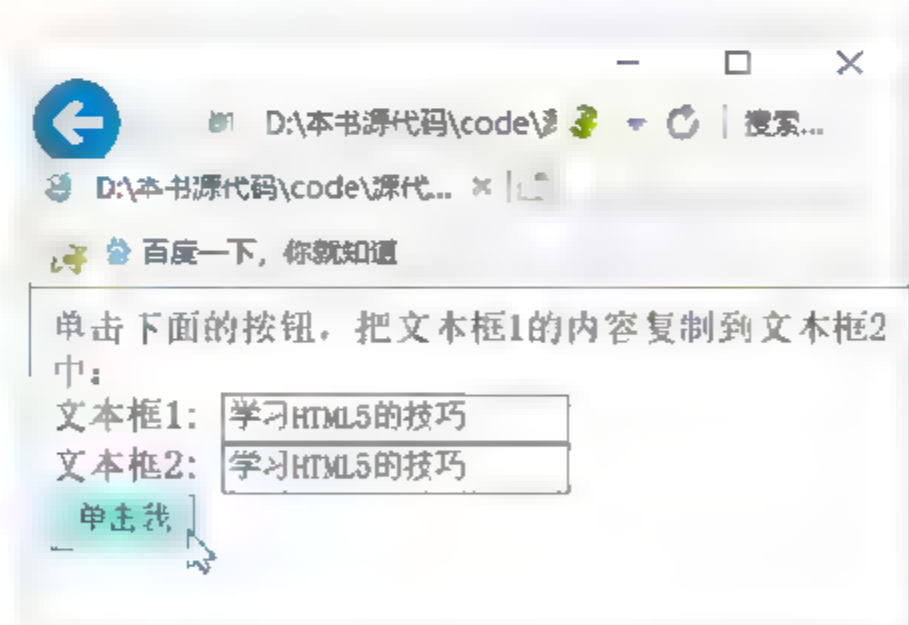 D:\本书源代码\code\ 搜索...
D:\本书源代码\code\源代...
百度一下，你就知道
单击下面的按钮，把文本框1的内容复制到文本框2
中：
文本框1: 学习HTML5的技巧
文本框2: 学习HTML5的技巧
单击我